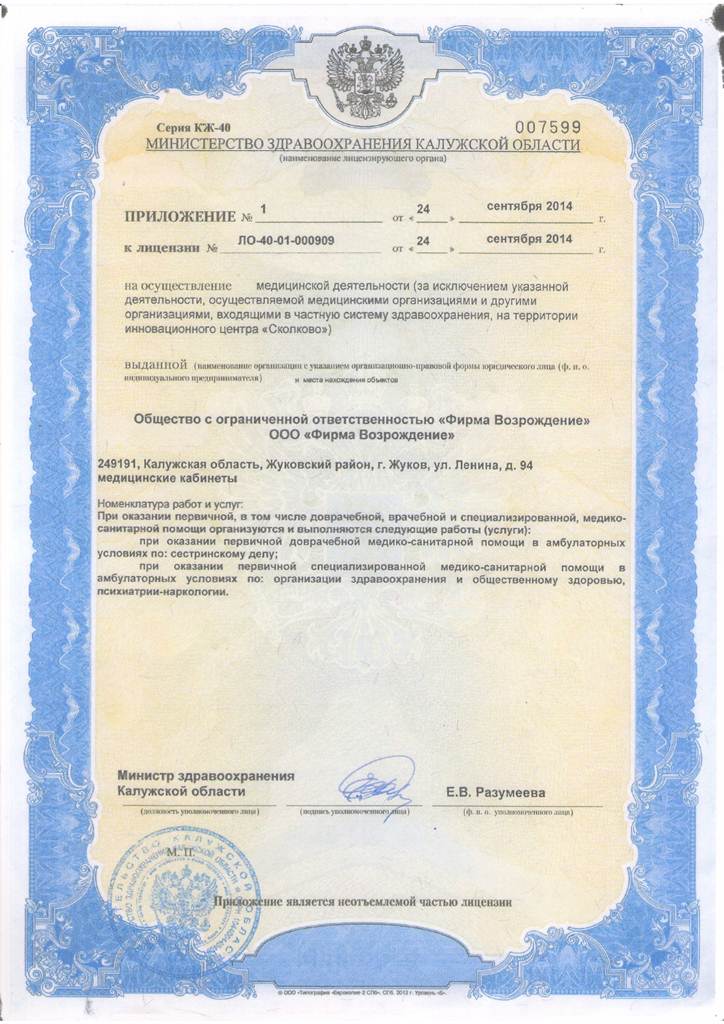 Серия КЖ-40
007599
МИНИСТЕРСТВО ЗДРАВООХРАНЕНИЯ КАЛУЖСКОЙ ОБЛАСТИ
(наименование лицензирующего органа)
ПРИЛОЖЕНИЕ № 1 от « 24 » сентября 2014 г.
к лицензии № ЛО-40-01-000909 от « 24 » сентября 2014 г.
на осуществление медицинской деятельности (за исключением указанной
деятельности, осуществляемой медицинскими организациями и другими
организациями, входящими в частную систему здравоохранения, на территории
инновационного центра «Сколково»)
выданной (наименование организации с указанием организационно-правовой формы юридического лица (ф. и. о.
индивидуального предпринимателя) и места нахождения объектов
Общество с ограниченной ответственностью «Фирма Возрождение»
ООО «Фирма Возрождение»
249191, Калужская область, Жуковский район, г. Жуков, ул. Ленина, д. 94
медицинские кабинеты
Номенклатура работ и услуг:
При оказании первичной, в том числе доврачебной, врачебной и специализированной, медико-
санитарной помощи организуются и выполняются следующие работы (услуги):
при оказании первичной доврачебной медико-санитарной помощи в амбулаторных
условиях по: сестринскому делу;
при оказании первичной специализированной медико-санитарной помощи в
амбулаторных условиях по: организации здравоохранения и общественному здоровью,
психиатрии-наркологии.
Министр здравоохранения
Калужской области
Е.В. Разумеева
(должность уполномоченного лица)
(подпись уполномоченного лица)
(ф. и. о. уполномоченного лица)
М. П.
КАЛУЖСКОЙ
Приложение является неотъемлемой частью лицензии
© ООО «Типография «Евромолие 2 СПб», СПб. 2012 г. Уровень «Б».